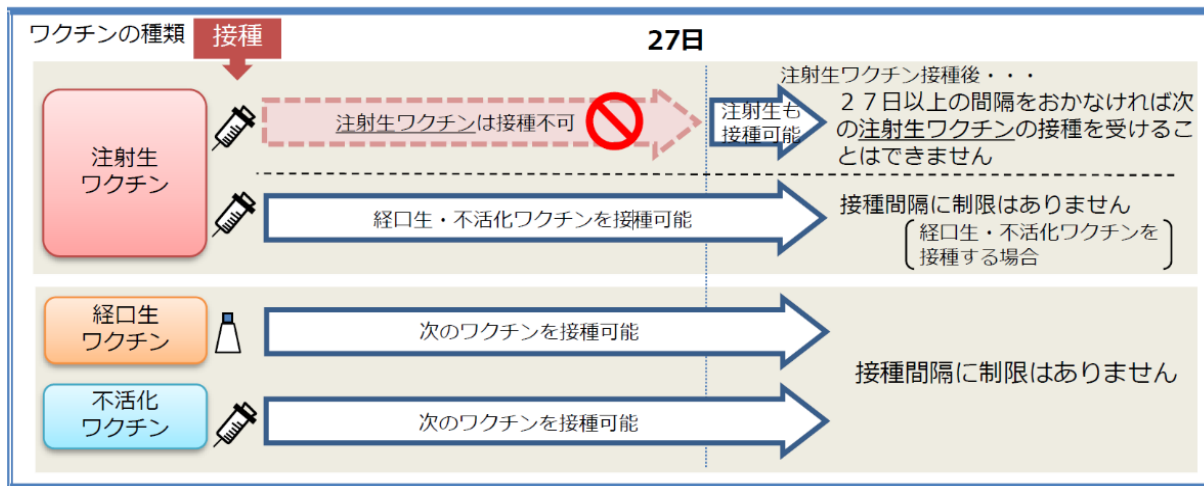 ワクチンの種類
接種
27日
注射生
ワクチン
注射生ワクチンは接種不可
注射生も
接種可能
注射生ワクチン接種後・・・
２７日以上の間隔をおかなければ次
の注射生ワクチンの接種を受けるこ
とはできません
経口生・不活化ワクチンを接種可能
接種間隔に制限はありません
経口生・不活化ワクチンを
接種する場合
経口生
ワクチン
次のワクチンを接種可能
不活化
ワクチン
次のワクチンを接種可能
接種間隔に制限はありません